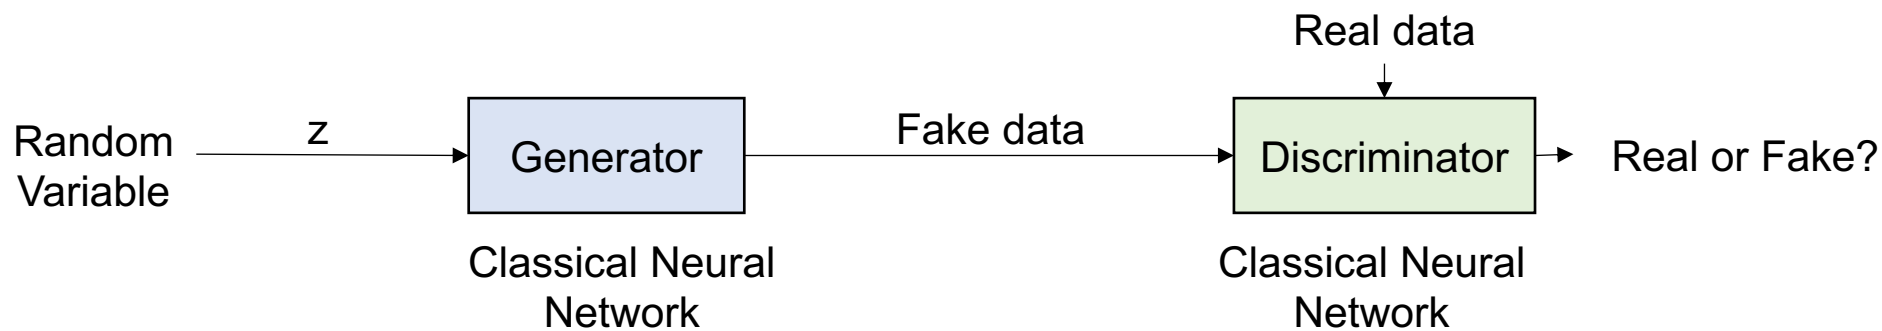 Real data
Random
Variable
z
Generator
Fake data
Discriminator
Real or Fake?
Classical Neural
Network
Classical Neural
Network